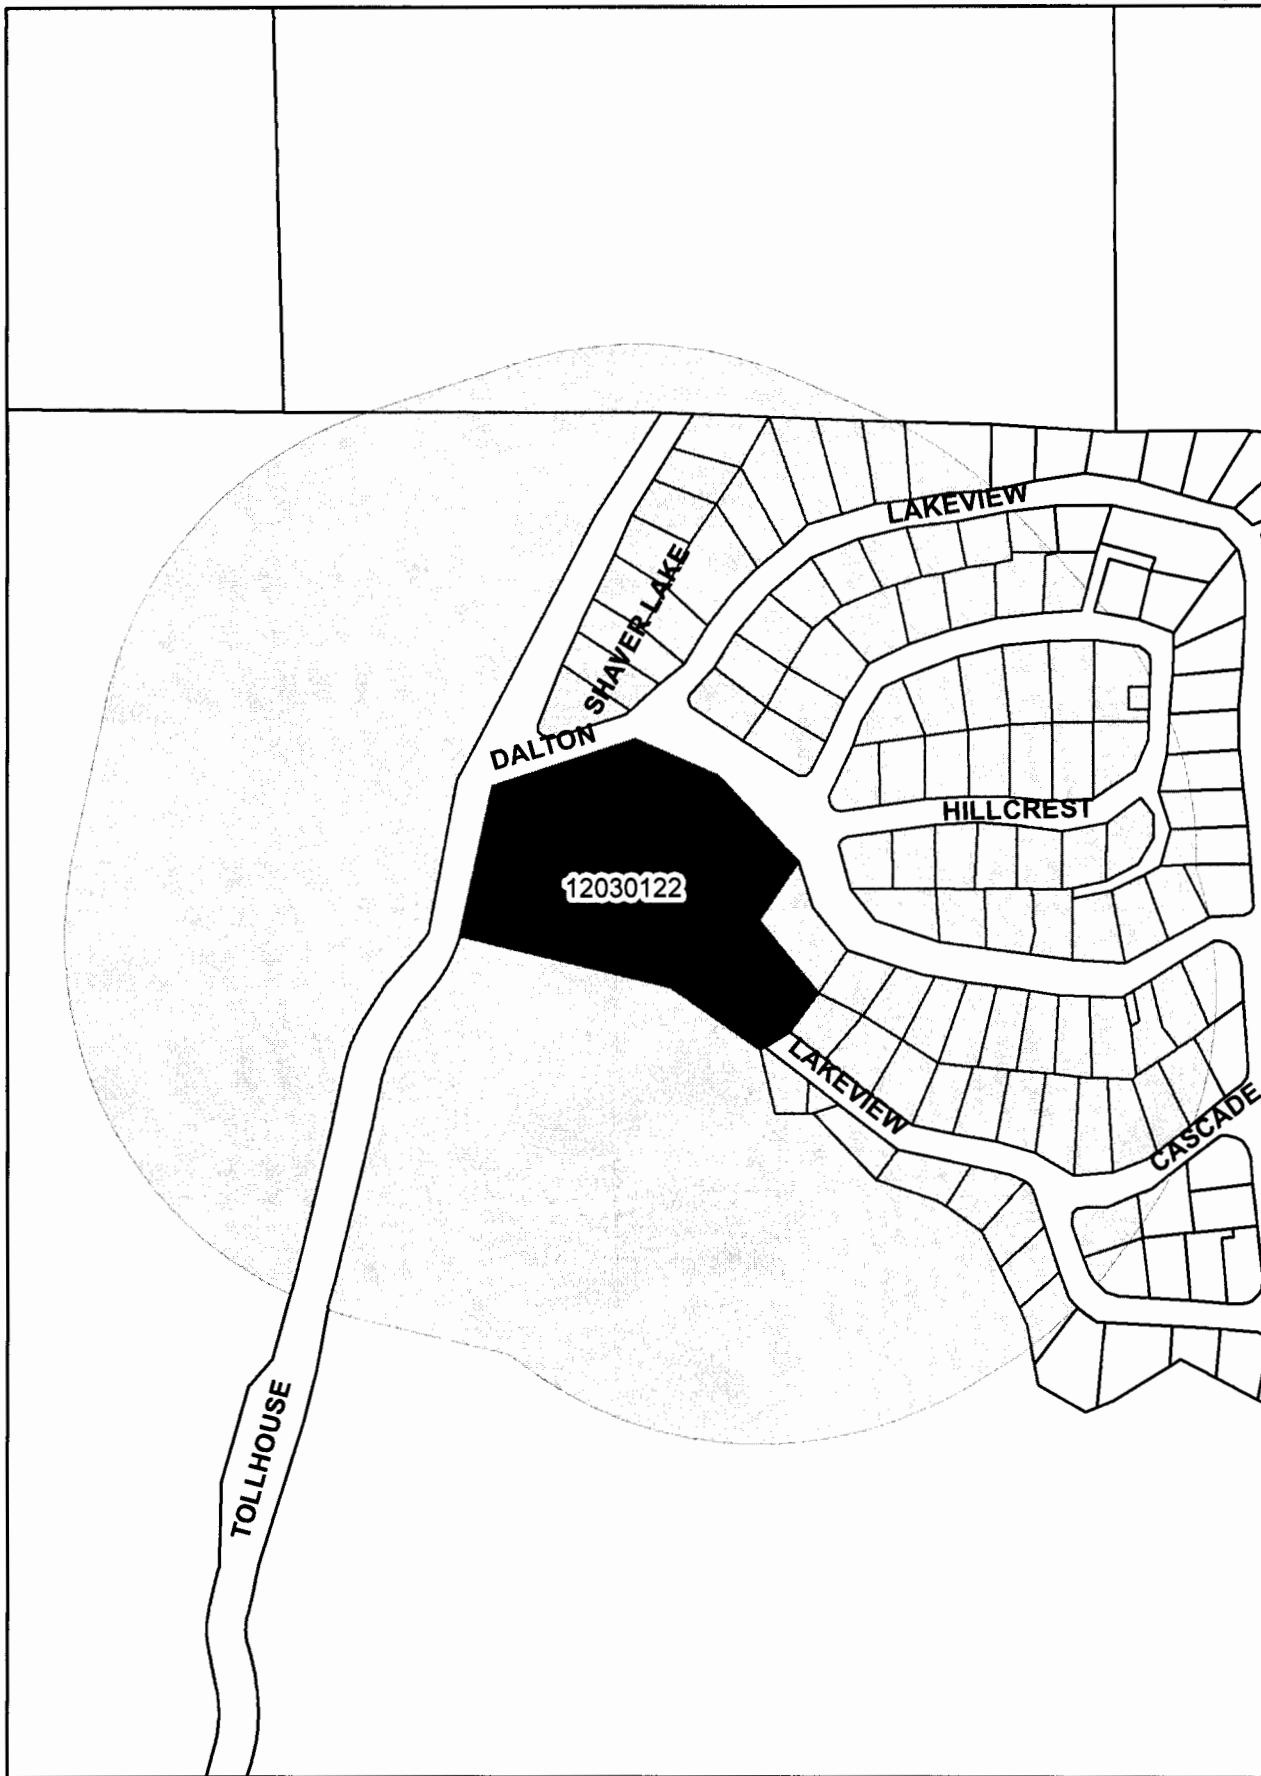 LAKEVIEW
SHAVER LAKE
DALTON
HILLCREST
12030122
LAKEVIEW
CASCADE
TOLLHOUSE